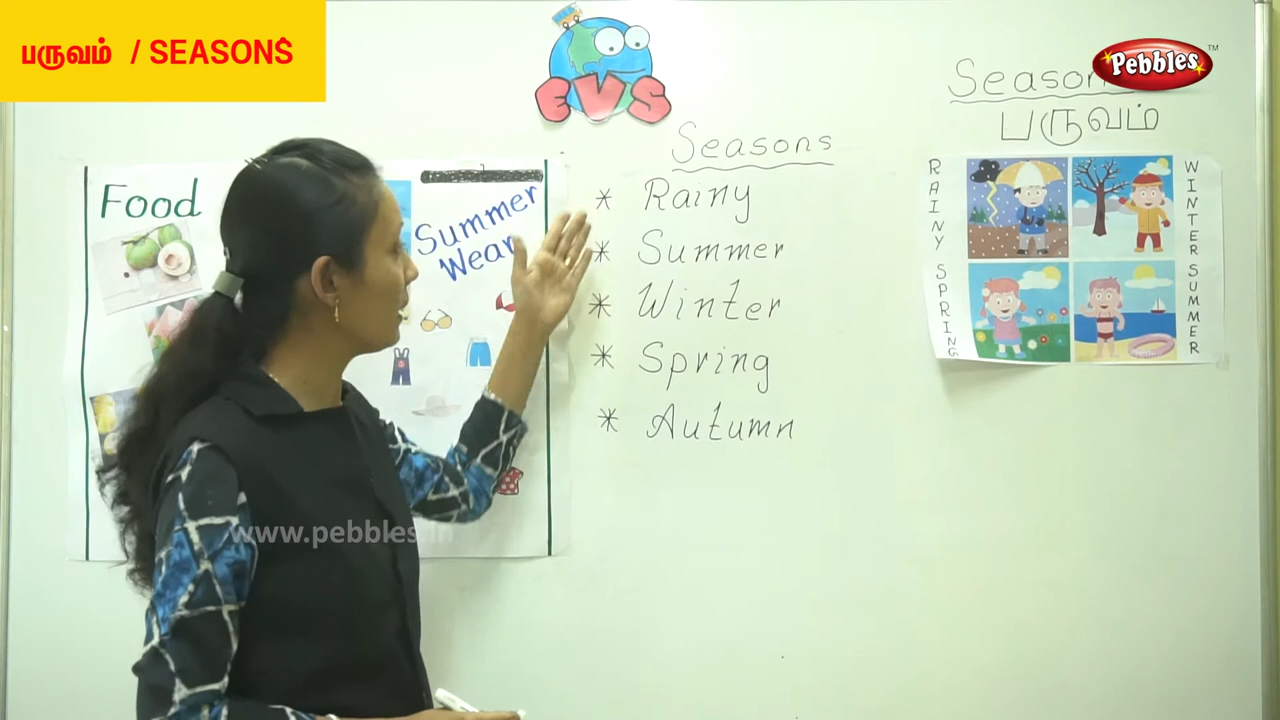 பருவம் / SEASONS
Pebbles™
EVS
Seasons
பருவம்
Seasons
* Rainy
* Summer
* Winter
* Spring
* Autumn
Food
Summer
Wear
RAINY SPRING
WINTER SUMMER
www.pebbles.in